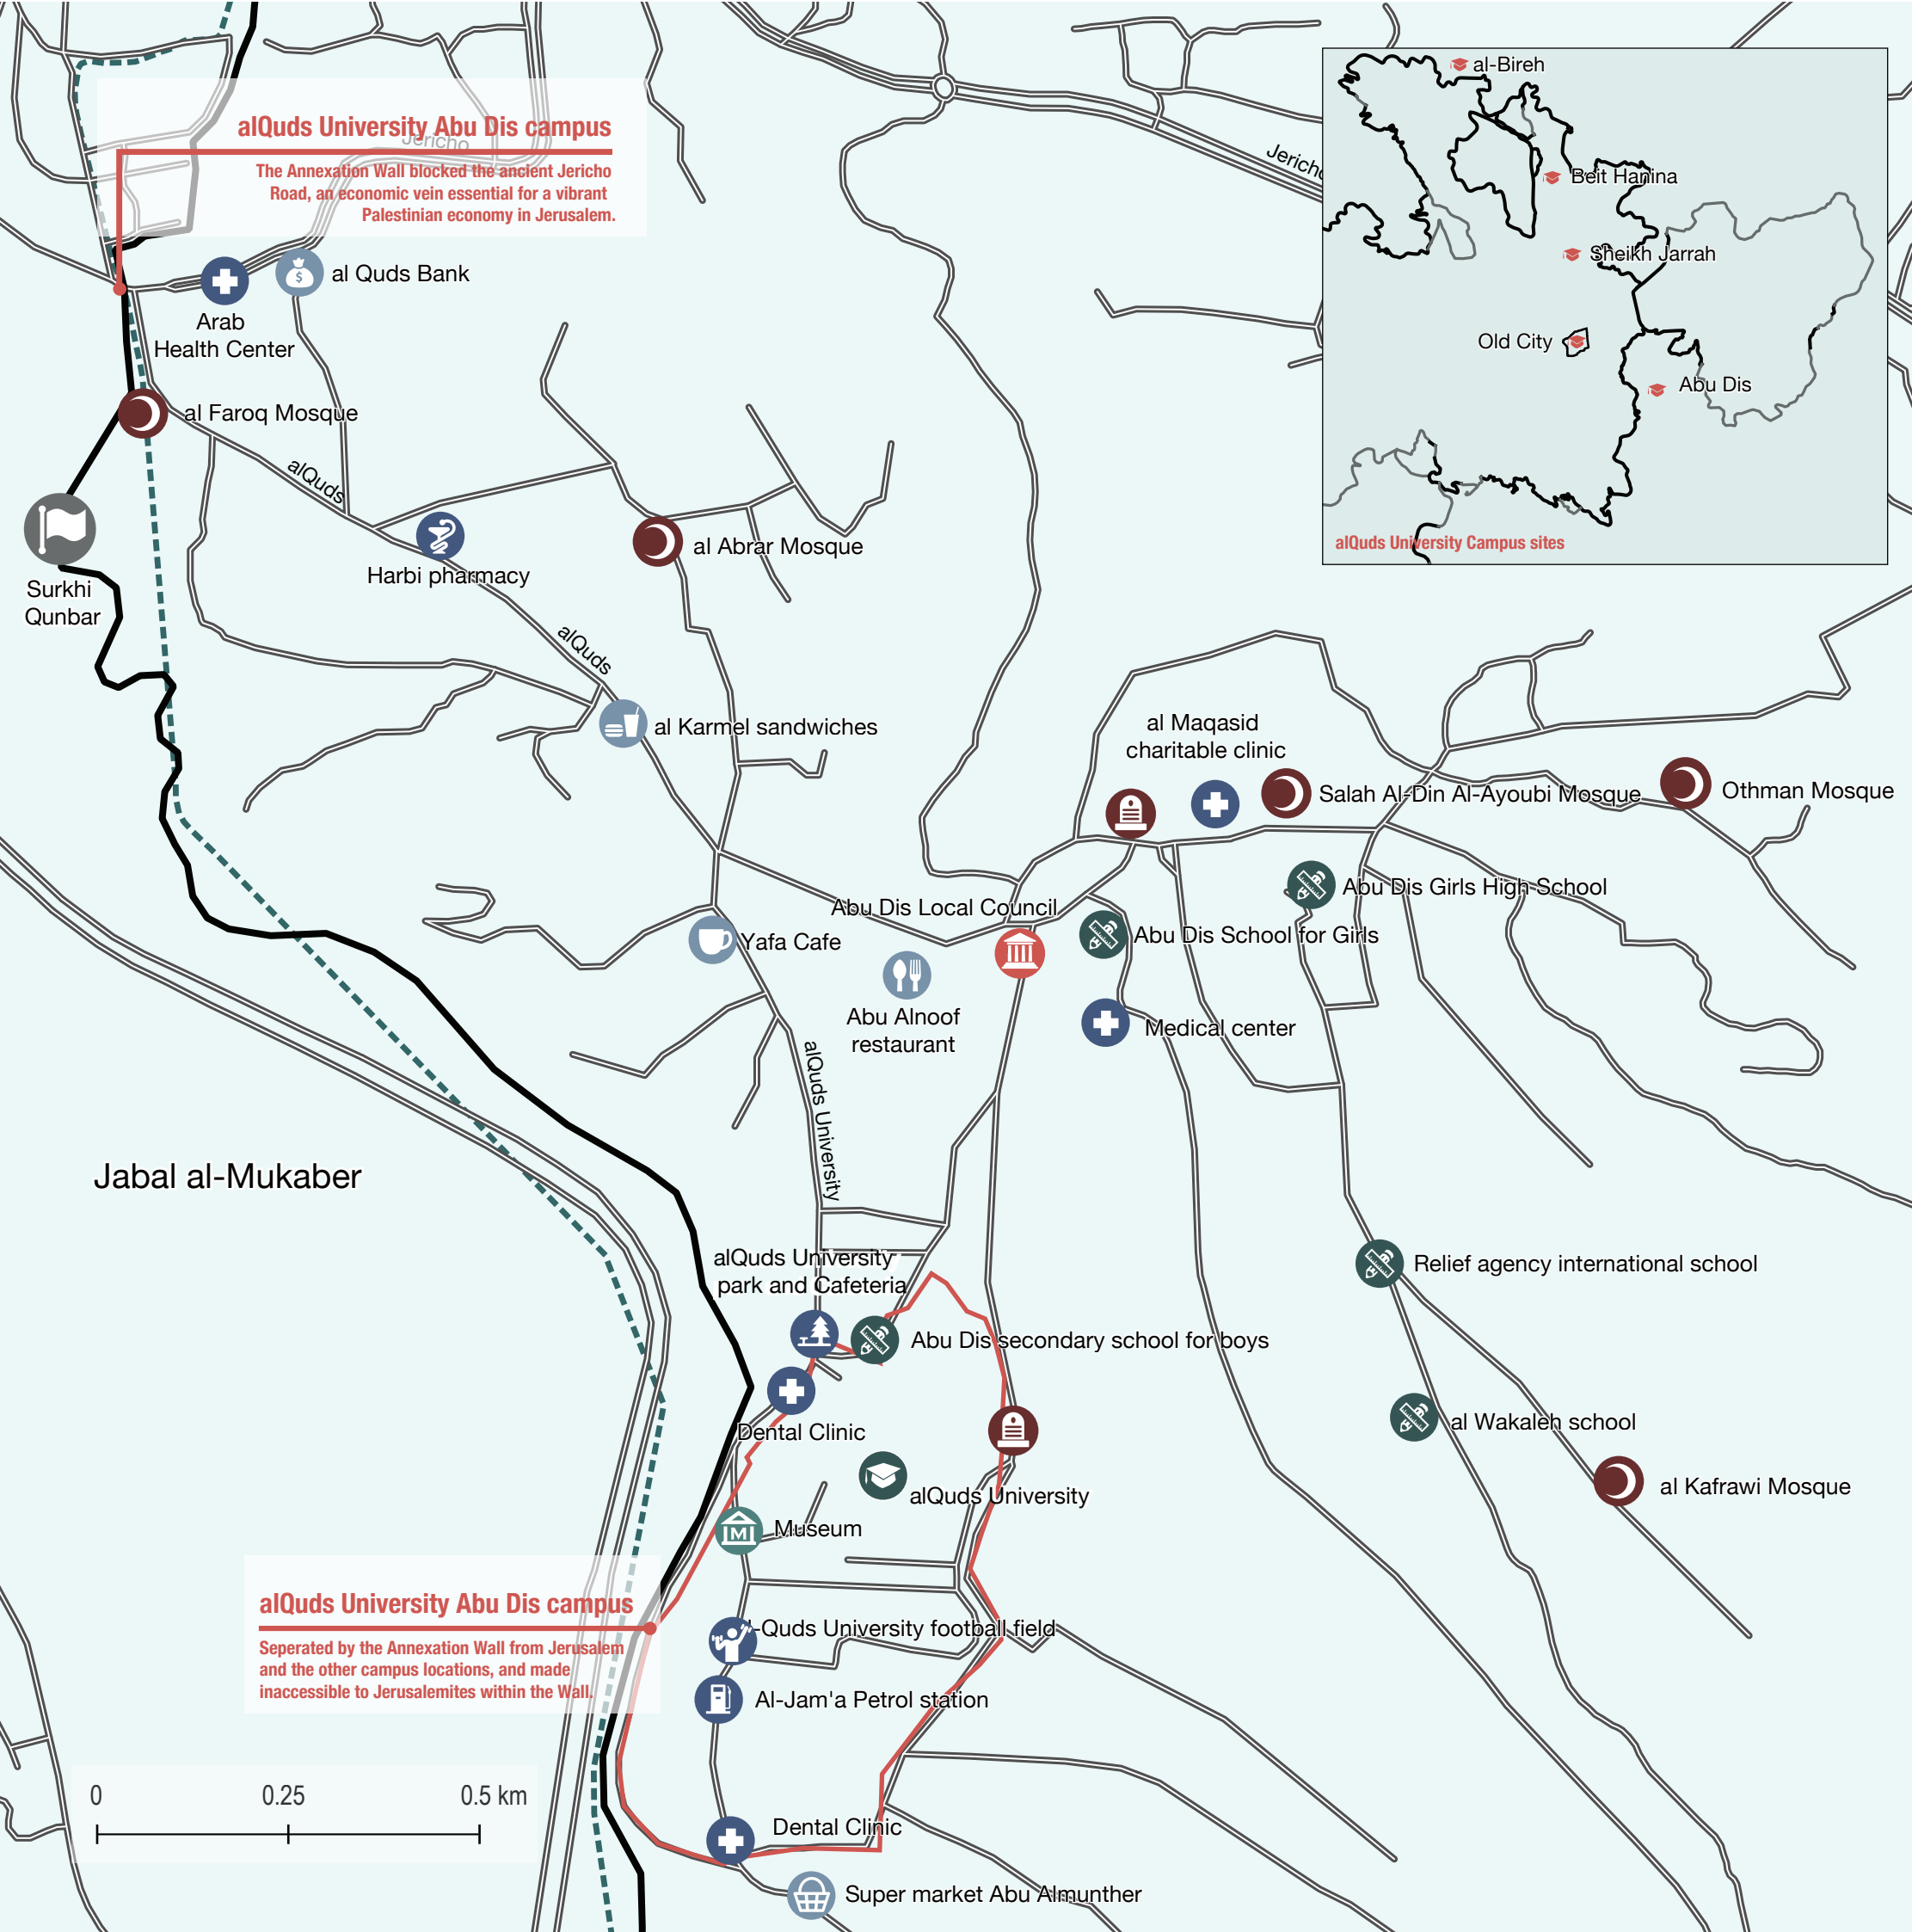 alQuds University Abu Dis campus
Jericho
The Annexation Wall blocked the ancient Jericho
Road, an economic vein essential for a vibrant
Palestinian economy in Jerusalem.
Jericho
al-Bireh
Beit Hanina
Sheikh Jarrah
Old City
Abu Dis
alQuds University Campus sites
al Quds Bank
Arab
Health Center
al Faroq Mosque
alQuds
Surkhi
Qunbar
Harbi pharmacy
al Abrar Mosque
alQuds
al Karmel sandwiches
al Maqasid
charitable clinic
Salah Al-Din Al-Ayoubi Mosque
Othman Mosque
Abu Dis Girls High School
Abu Dis Local Council
Abu Dis School for Girls
Yafa Cafe
Abu Alnoof
restaurant
Medical center
alQuds University
Jabal al-Mukaber
alQuds University
park and Cafeteria
Relief agency international school
Abu Dis secondary school for boys
al Wakaleh school
Dental Clinic
al Kafrawi Mosque
alQuds University
M
Museum
alQuds University Abu Dis campus
Seperated by the Annexation Wall from Jerusalem
and the other campus locations, and made
inaccessible to Jerusalemites within the Wall.
l-Quds University football field
Al-Jam'a Petrol station
0 0.25 0.5 km
Dental Clinic
Super market Abu Almunther